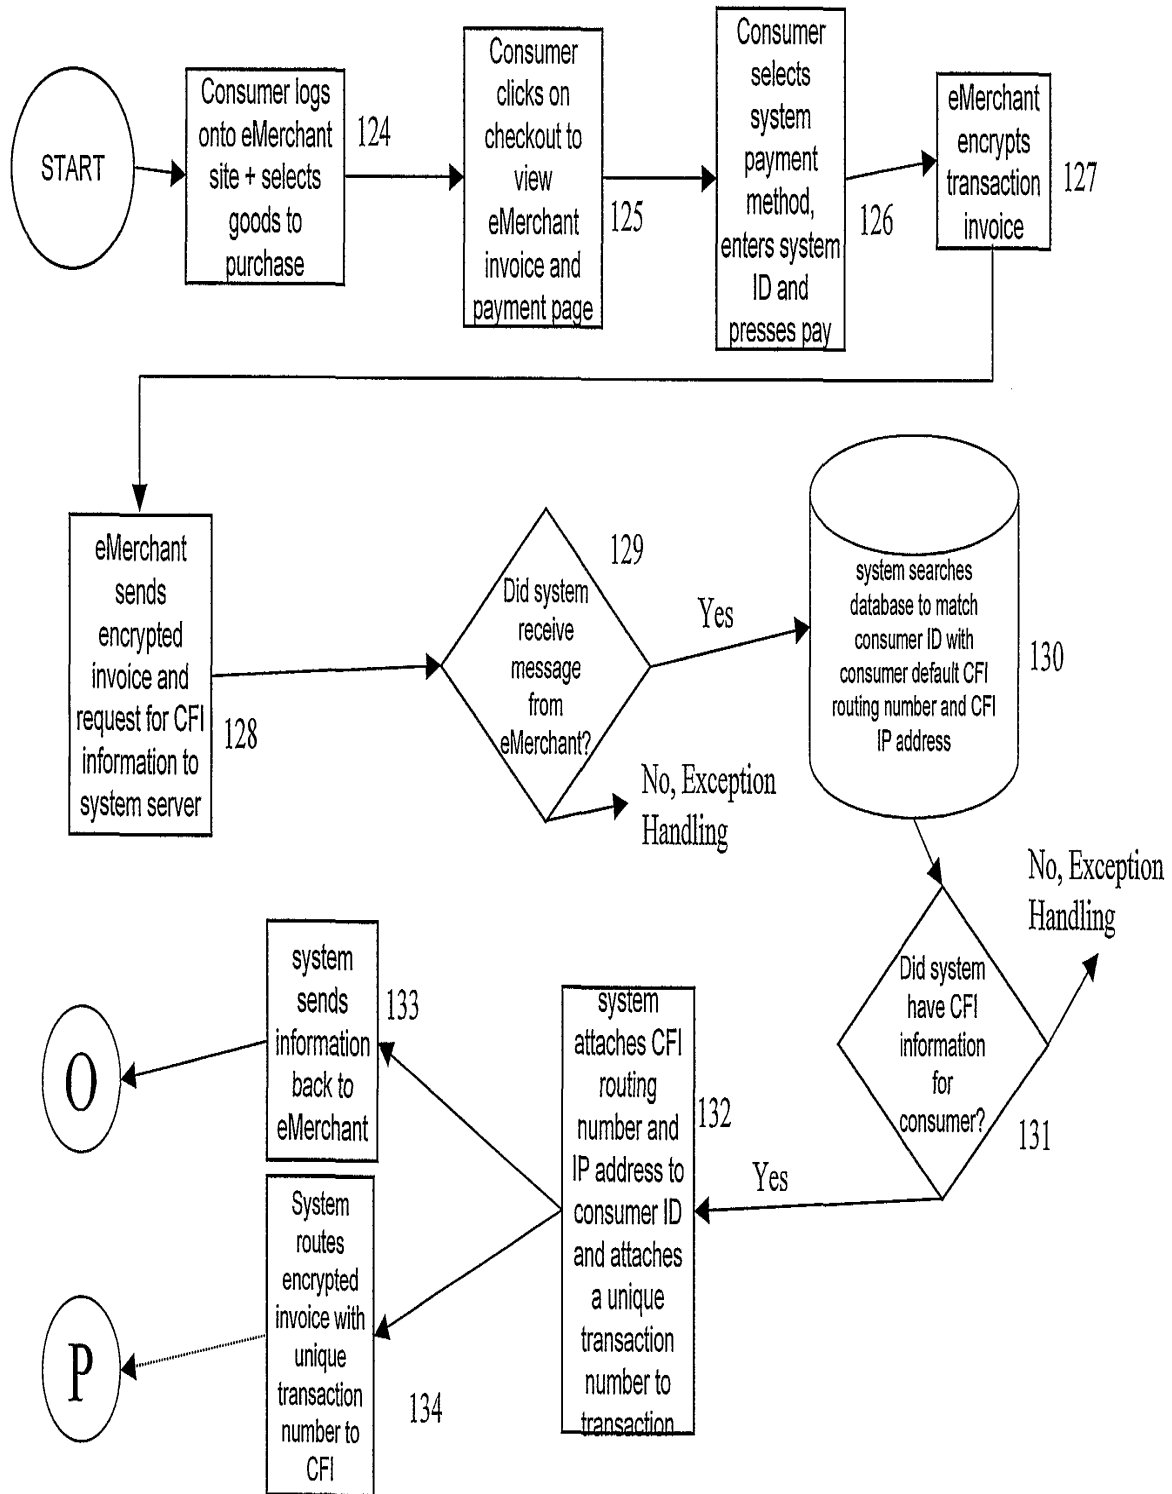 START
Consumer logs
onto eMerchant
site + selects
goods to
purchase
124
Consumer
clicks on
checkout to
view
eMerchant
invoice and
payment page
125
Consumer
selects
system
payment
method,
enters system
ID and
presses pay
126
eMerchant
encrypts
transaction
invoice
127
eMerchant
sends
encrypted
invoice and
request for CFI
information to
system server
128
Did system
receive
message
from
eMerchant?
129
Yes
No, Exception
Handling
system searches
database to match
consumer ID with
consumer default CFI
routing number and CFI
IP address
130
Did system
have CFI
information
for
consumer?
131
No, Exception
Handling
Yes
system
attaches CFI
routing
number and
IP address to
consumer ID
and attaches
a unique
transaction
number to
transaction
132
system
sends
information
back to
eMerchant
133
O
System
routes
encrypted
invoice with
unique
transaction
number to
CFI
134
P